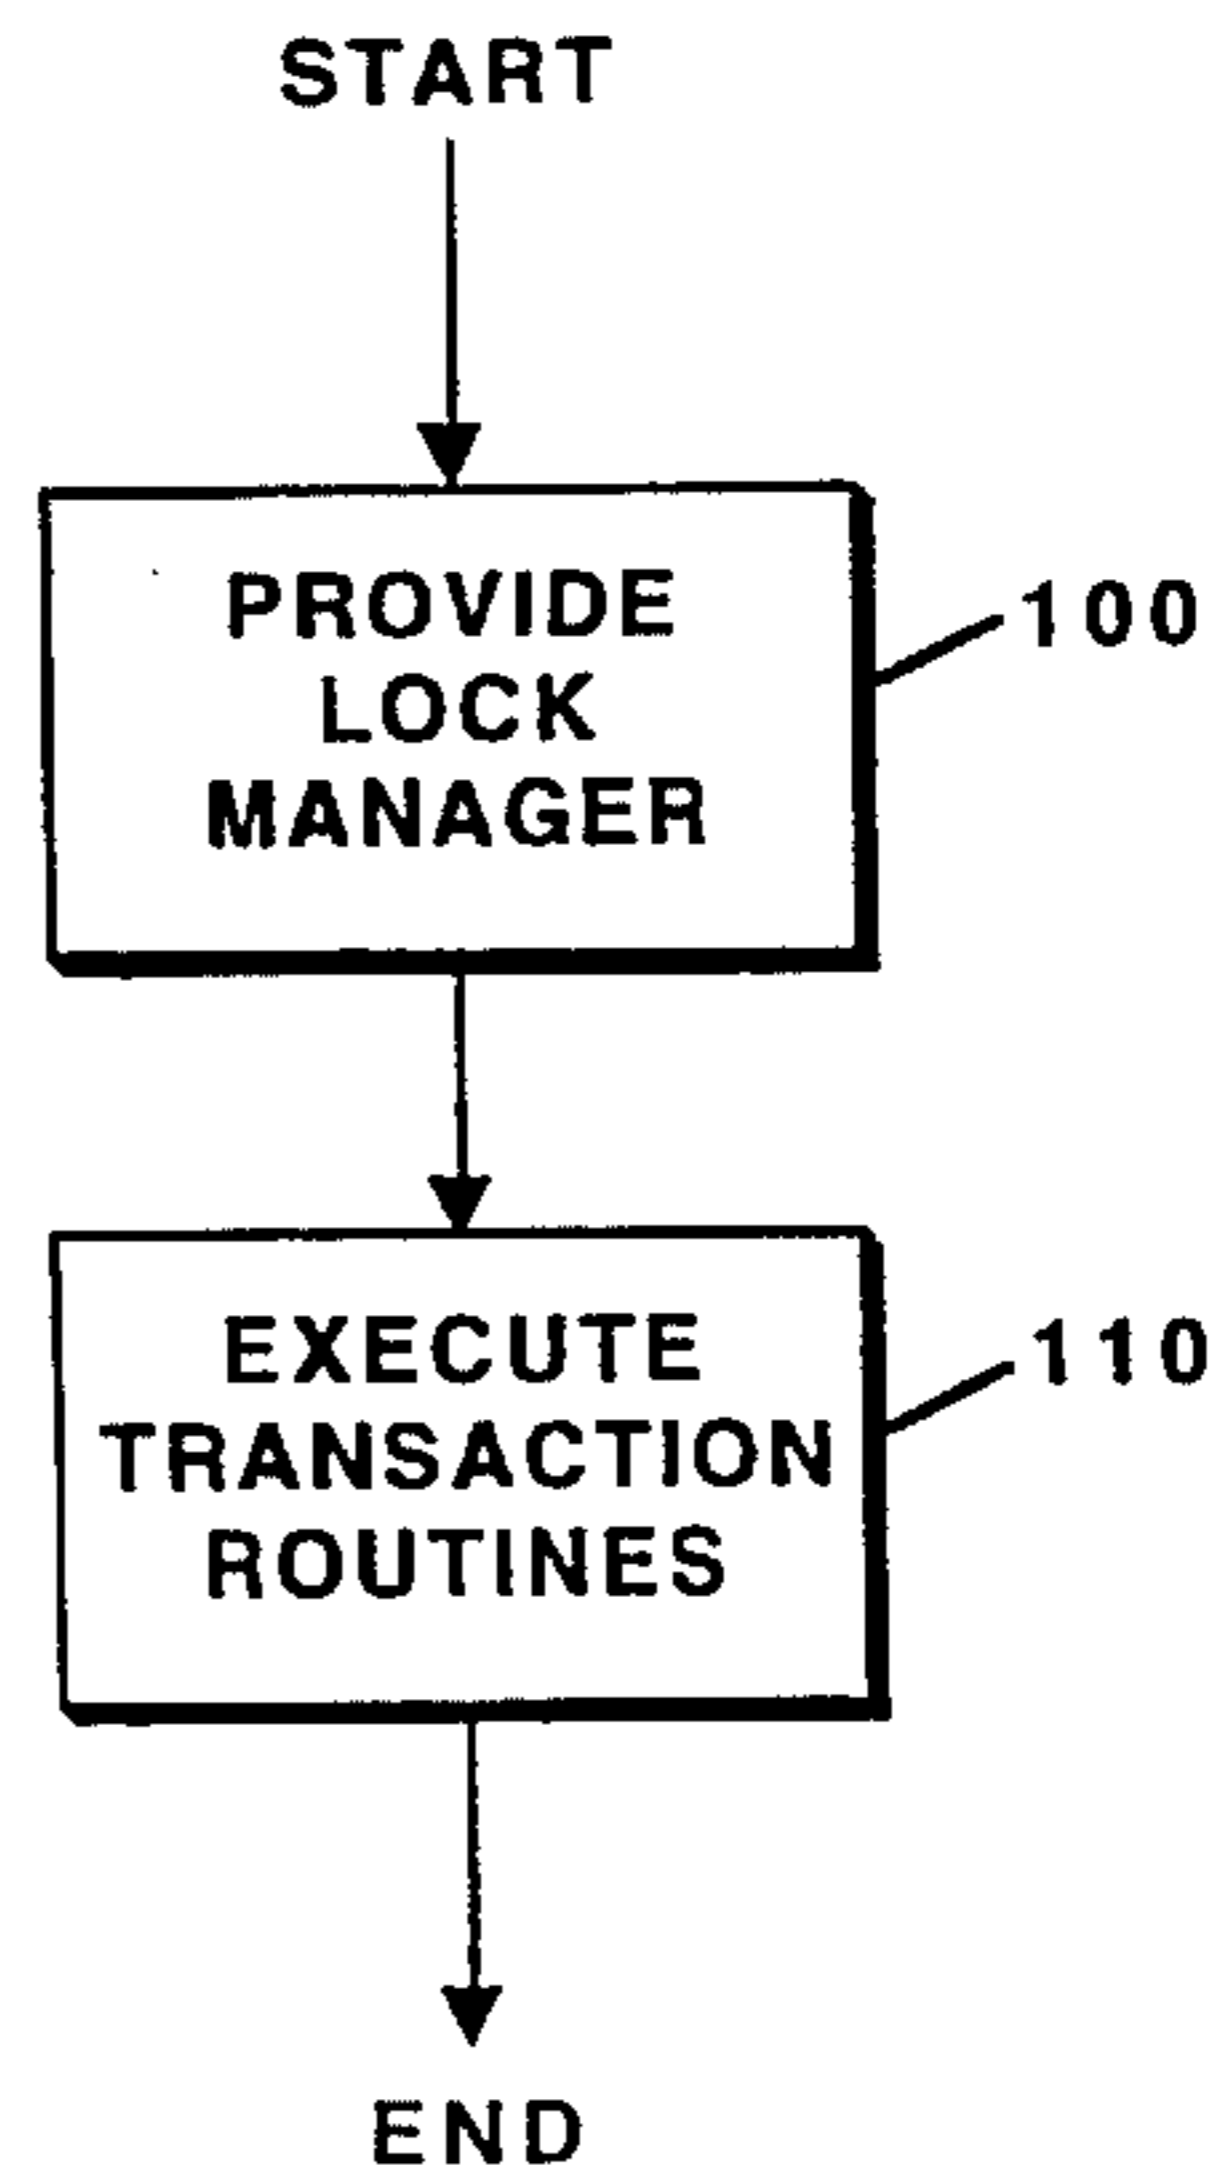 START
PROVIDE
LOCK
MANAGER
100
EXECUTE
TRANSACTION
ROUTINES
110
END